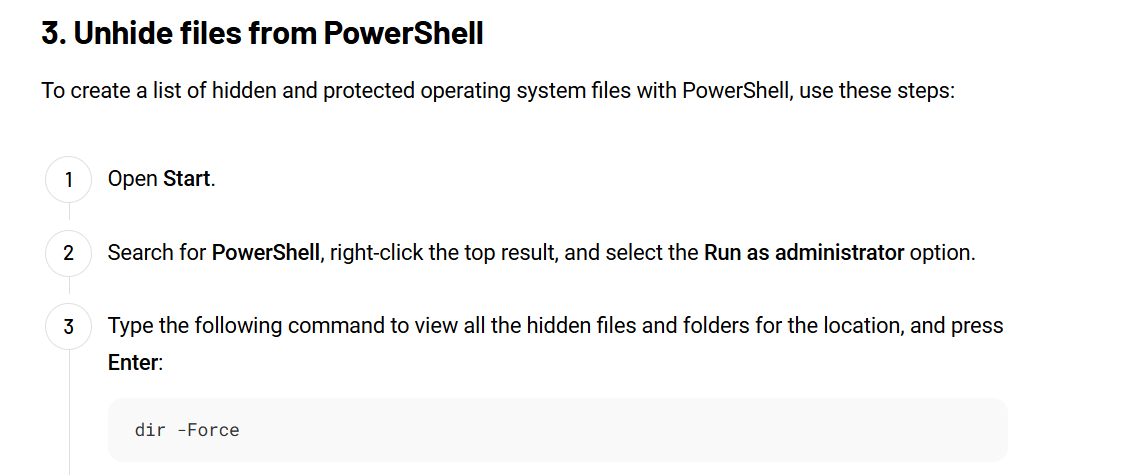 3. Unhide files from PowerShell
To create a list of hidden and protected operating system files with PowerShell, use these steps:
1
Open Start.
2
Search for PowerShell, right-click the top result, and select the Run as administrator option.
3
Type the following command to view all the hidden files and folders for the location, and press
Enter:
dir -Force